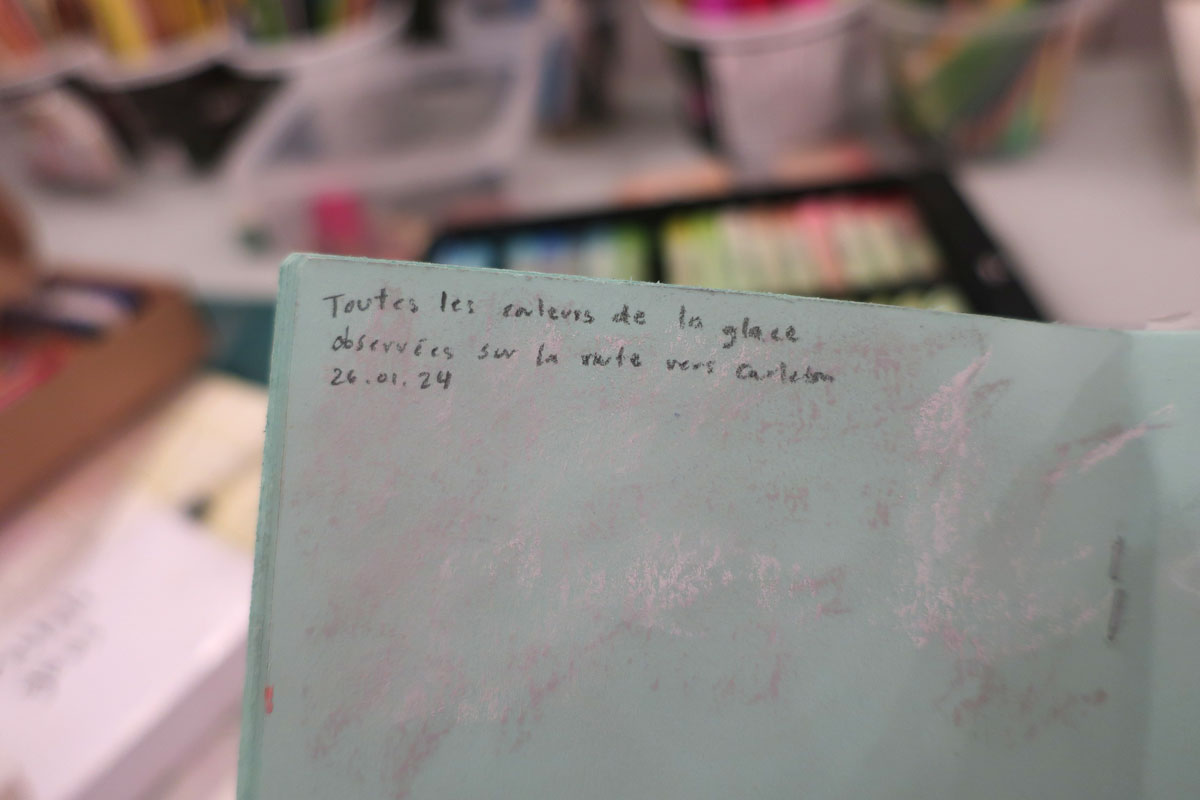 Toutes les couleurs de la glace
observées sur la route vers Carleton
26.01.24